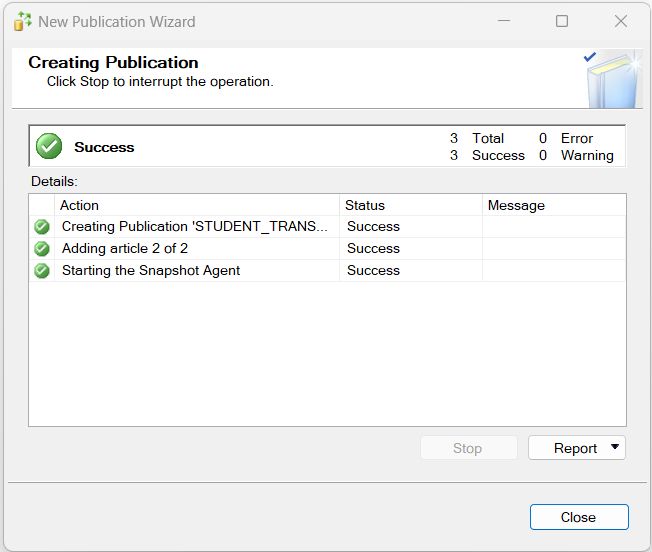 New Publication Wizard
Creating Publication
Click Stop to interrupt the operation.
Success
3 Total 0 Error
3 Success 0 Warning
Details:
Action Status Message
Creating Publication 'STUDENT_TRANS... Success
Adding article 2 of 2 Success
Starting the Snapshot Agent Success
Stop Report
Close